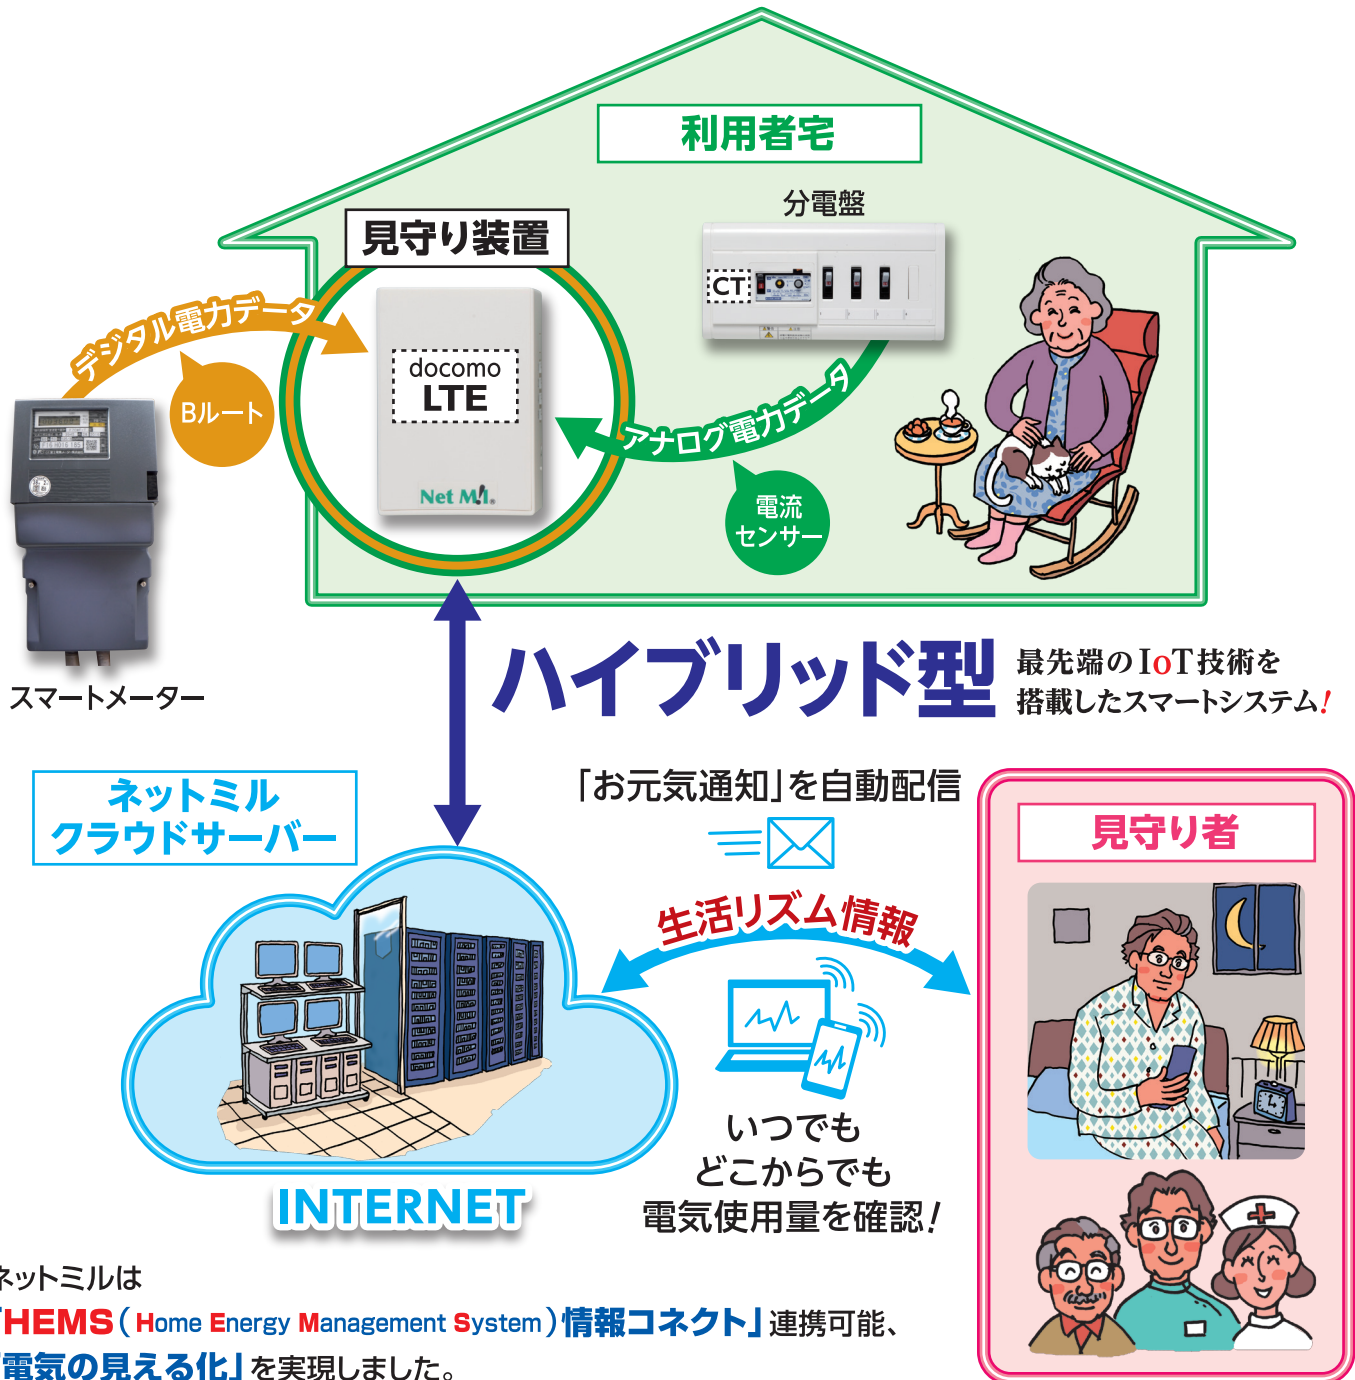 利用者宅
分電盤
見守り装置
CT
デジタル電力データ
Bルート
docomo
LTE
アナログ電力データ
Net M!l®
電流
センサー
スマートメーター
ハイブリッド型
最先端のIoT技術を
搭載したスマートシステム!
ネットミル
クラウドサーバー
「お元気通知」を自動配信
見守り者
生活リズム情報
いつでも
どこからでも
電気使用量を確認!
INTERNET
ネットミルは
「HEMS(Home Energy Management System)情報コネクト」連携可能、
「電気の見える化」を実現しました。